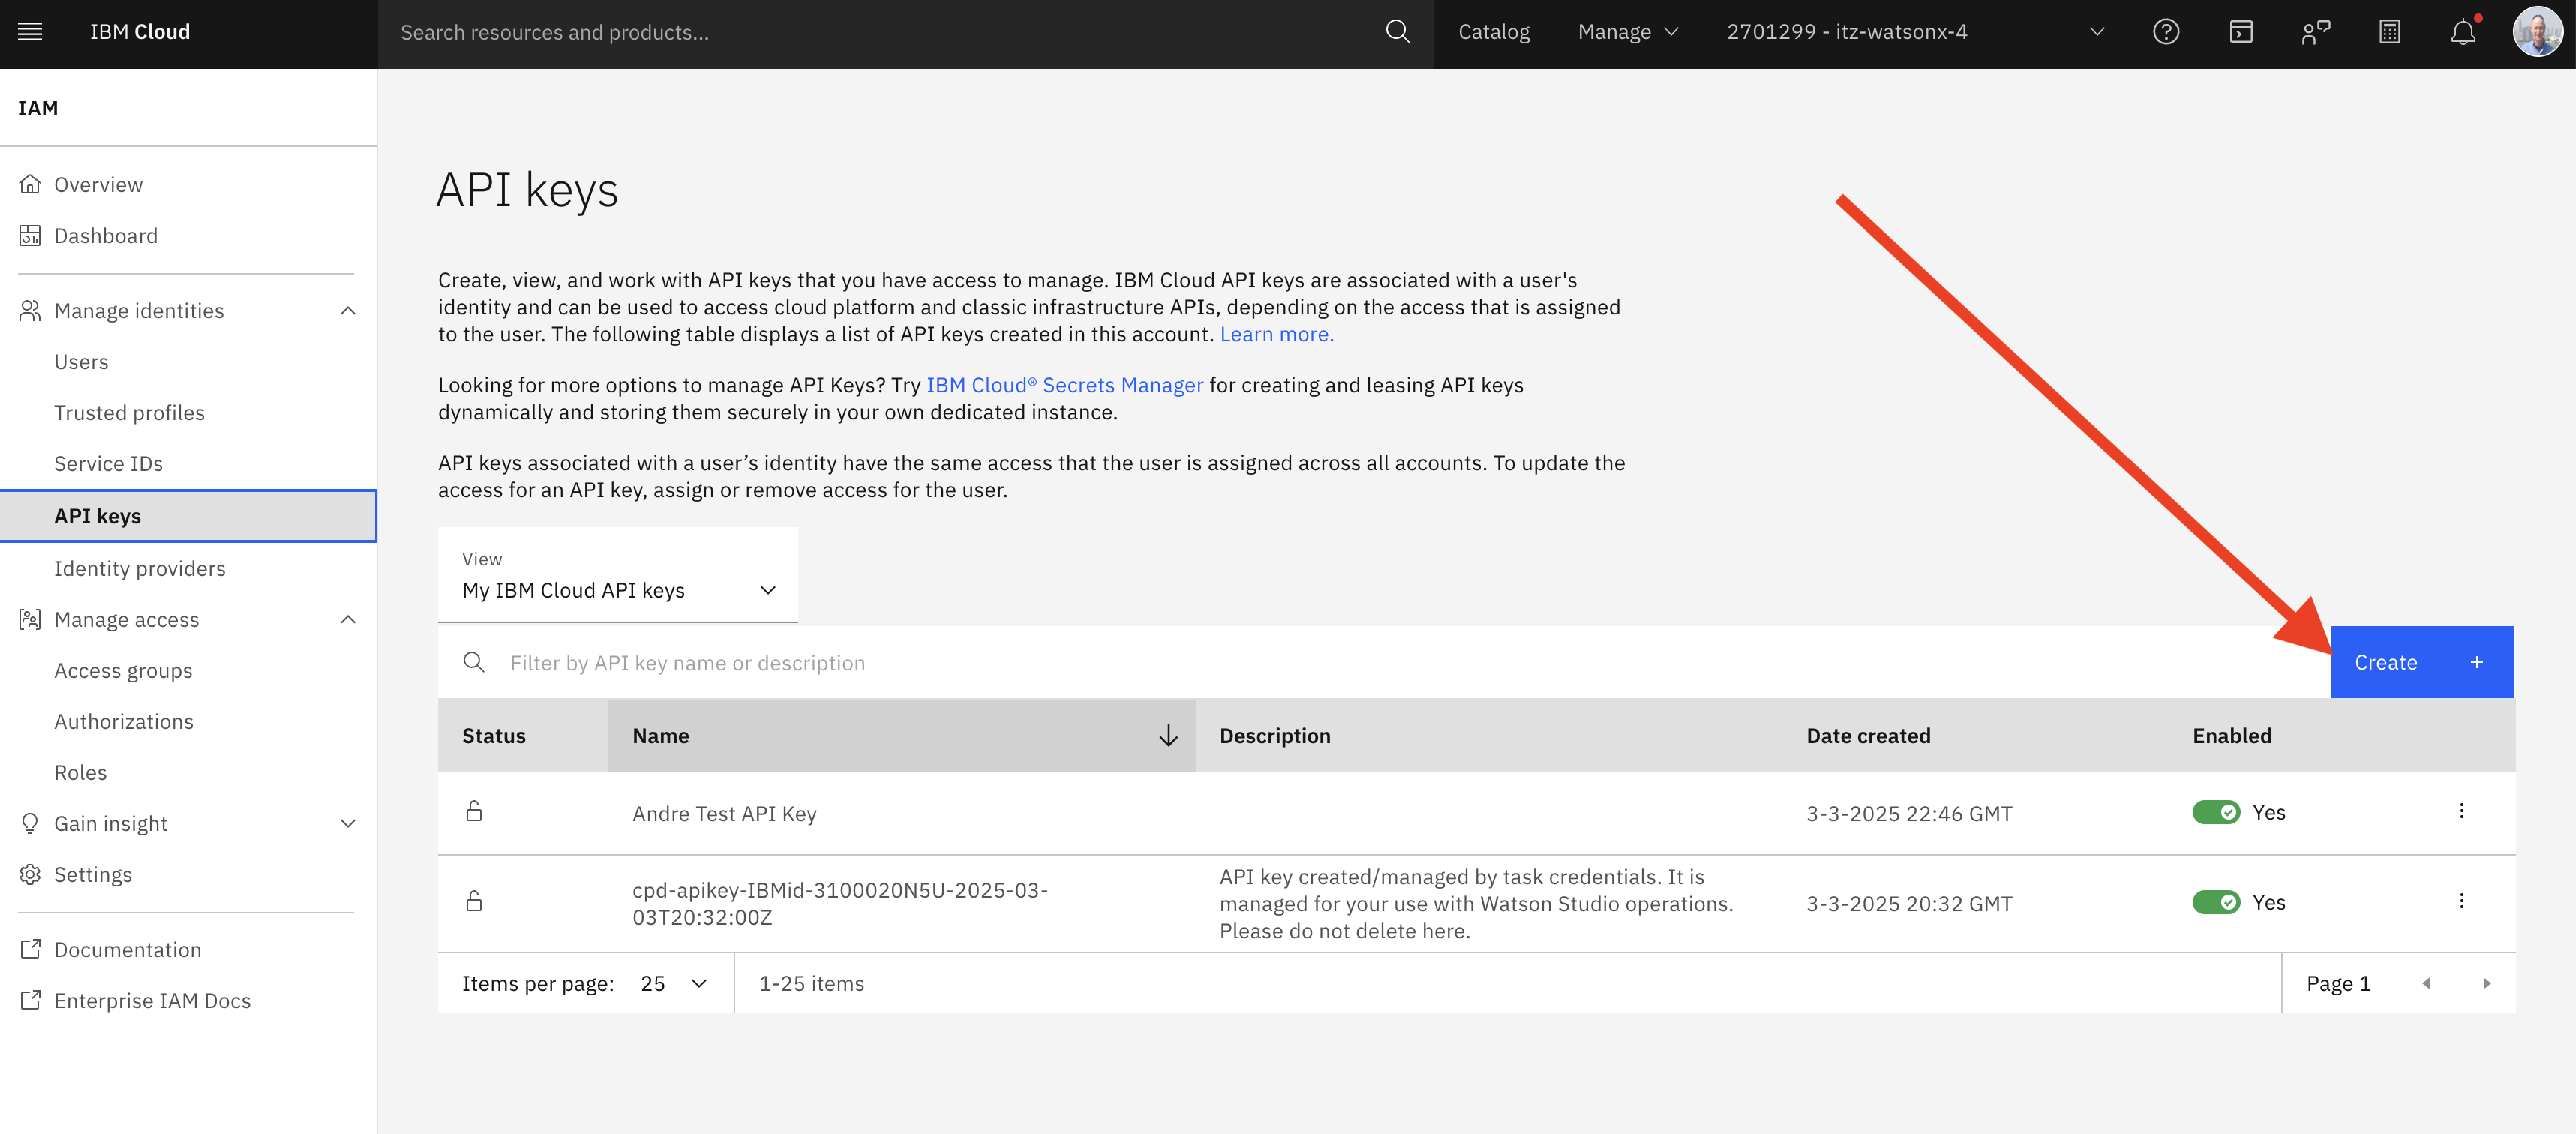 IBM Cloud
Search resources and products...
Catalog
Manage
2701299 - itz-watsonx-4
IAM
Overview
Dashboard
Manage identities
Users
Trusted profiles
Service IDs
API keys
Identity providers
Manage access
Access groups
Authorizations
Roles
Gain insight
Settings
Documentation
Enterprise IAM Docs
API keys
Create, view, and work with API keys that you have access to manage. IBM Cloud API keys are associated with a user's
identity and can be used to access cloud platform and classic infrastructure APIs, depending on the access that is assigned
to the user. The following table displays a list of API keys created in this account. Learn more.
Looking for more options to manage API Keys? Try IBM Cloud® Secrets Manager for creating and leasing API keys
dynamically and storing them securely in your own dedicated instance.
API keys associated with a user’s identity have the same access that the user is assigned across all accounts. To update the
access for an API key, assign or remove access for the user.
View
My IBM Cloud API keys
Filter by API key name or description
Create +
Status Name Description Date created Enabled
Andre Test API Key 3-3-2025 22:46 GMT Yes
cpd-apikey-IBMid-3100020N5U-2025-03-
03T20:32:00Z
API key created/managed by task credentials. It is
managed for your use with Watson Studio operations.
Please do not delete here.
3-3-2025 20:32 GMT Yes
Items per page: 25 1-25 items Page 1